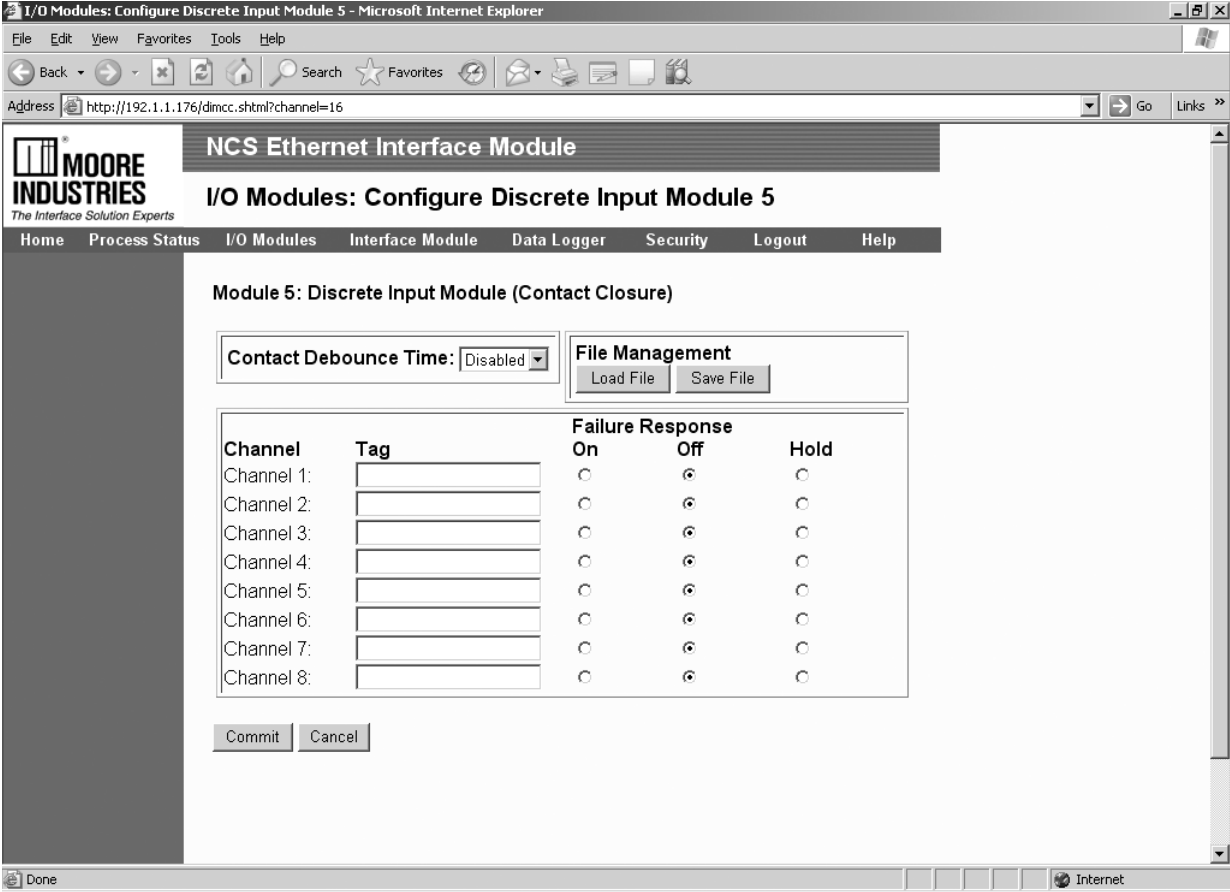 I/O Modules: Configure Discrete Input Module 5 - Microsoft Internet Explorer
File Edit View Favorites Tools Help
Back Search Favorites
Address http://192.1.1.176/dimcc.shtml?channel=16 Go Links »
MOORE INDUSTRIES®
The Interface Solution Experts
NCS Ethernet Interface Module
I/O Modules: Configure Discrete Input Module 5
Home Process Status I/O Modules Interface Module Data Logger Security Logout Help
Module 5: Discrete Input Module (Contact Closure)
Contact Debounce Time: Disabled
File Management
Load File Save File
Failure Response
Channel Tag On Off Hold
Channel 1:
Channel 2:
Channel 3:
Channel 4:
Channel 5:
Channel 6:
Channel 7:
Channel 8:
Commit Cancel
Done Internet